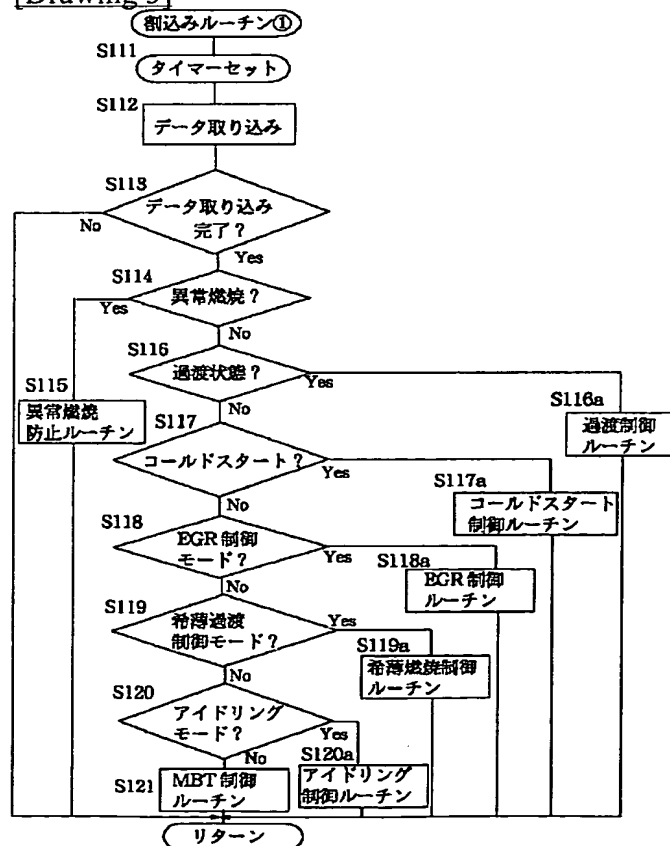 [Drawing 9]
割込みルーチン①
S111
タイマーセット
S112
データ取り込み
S113
データ取り込み
完了？
No
Yes
S114
異常燃焼？
Yes
No
S116
過渡状態？
Yes
S115
異常燃焼
防止ルーチン
No
S117
S116a
過渡制御
ルーチン
コールドスタート？
Yes
S117a
コールドスタート
制御ルーチン
No
S118
EGR制御
モード？
Yes
S118a
EGR制御
ルーチン
No
S119
希薄過渡
制御モード？
Yes
S119a
希薄燃焼制御
ルーチン
No
S120
アイドリング
モード？
Yes
S120a
アイドリング
制御ルーチン
No
S121
MBT制御
ルーチン
リターン